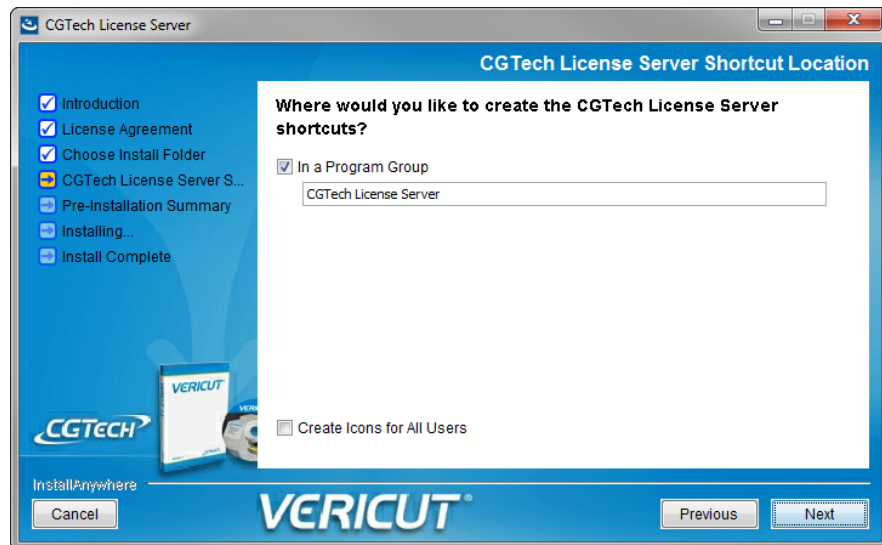 CGTech License Server
CGTech License Server Shortcut Location
Introduction
License Agreement
Choose Install Folder
CGTech License Server S...
Pre-Installation Summary
Installing...
Install Complete
Where would you like to create the CGTech License Server
shortcuts?
In a Program Group
CGTech License Server
Create Icons for All Users
VERICUT
CGTECH
InstallAnywhere
Cancel
VERICUT®
Previous
Next